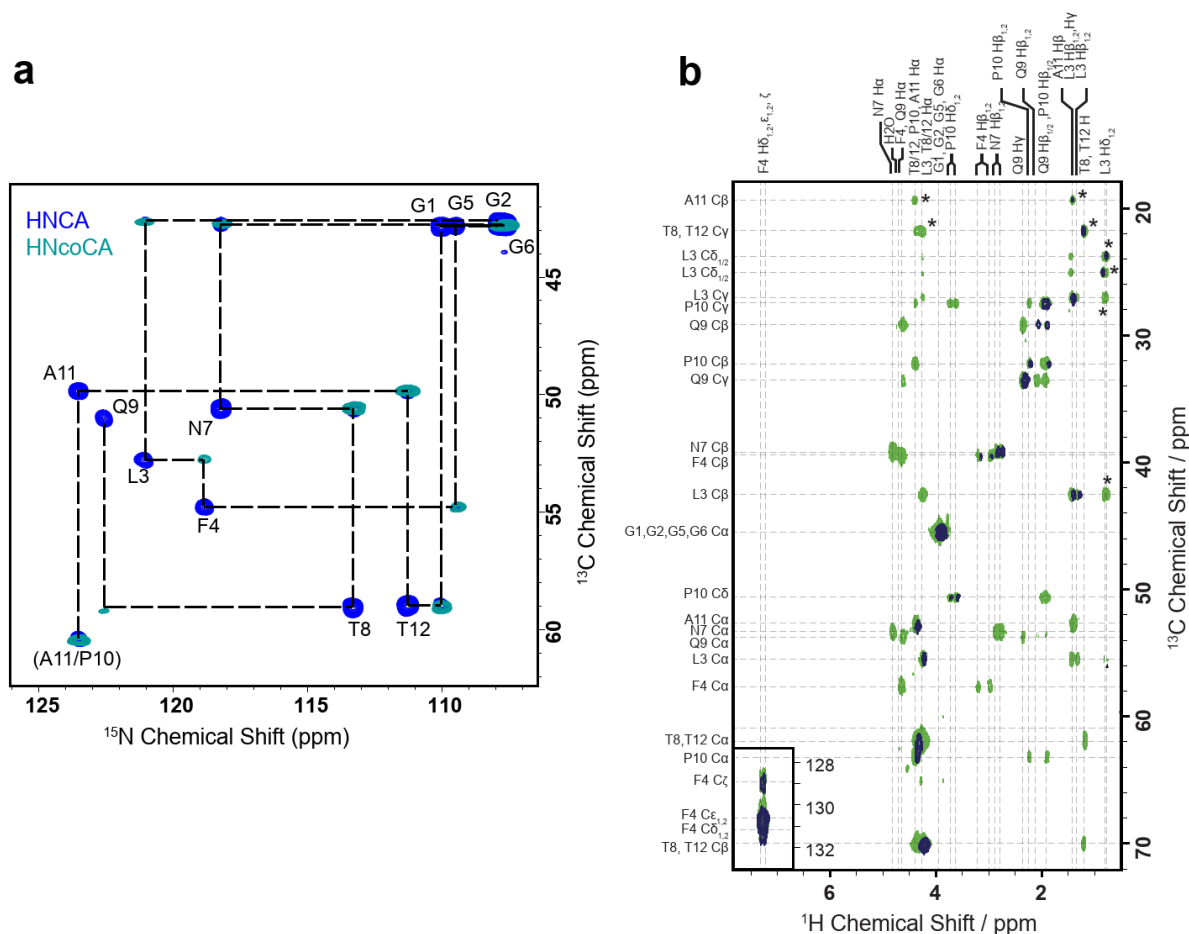 a
HNCA
HNcoCA
G1
G5
G2
G6
A11
Q9
N7
L3
F4
T8
T12
(A11/P10)
45
50
55
60
¹³C Chemical Shift (ppm)
125
120
115
110
¹⁵N Chemical Shift (ppm)
b
F4 Hδ₁,₂,ε₁,₂, ζ
N7 Hα
H2O
F4, Q9 Hα
T8/12, P10, A11 Hα
L3, T8/12 Hα
G1, G2, G5, G6 Hα
P10 Hδ₁,₂
F4 Hβ₁,₂
N7 Hβ₁,₂
P10 Hβ₁,₂
Q9 Hγ
Q9 Hβ₁,₂
Q9 Hβ₁/₂, P10 Hβ₁/₂
A11 Hβ
L3 Hβ₁,₂,Hγ
L3 Hβ₁,₂
T8, T12 H
L3 Hδ₁,₂
A11 Cβ
T8, T12 Cγ
L3 Cδ₁/₂
L3 Cδ₁/₂
L3 Cγ
P10 Cγ
Q9 Cβ
P10 Cβ
Q9 Cγ
N7 Cβ
F4 Cβ
L3 Cβ
G1,G2,G5,G6 Cα
P10 Cδ
A11 Cα
N7 Cα
Q9 Cα
L3 Cα
F4 Cα
T8,T12 Cα
P10 Cα
F4 Cζ
F4 Cε₁,₂
F4 Cδ₁,₂
T8, T12 Cβ
*
*
*
*
*
*
*
*
128
130
132
20
30
40
50
60
70
¹³C Chemical Shift / ppm
6
4
2
¹H Chemical Shift / ppm